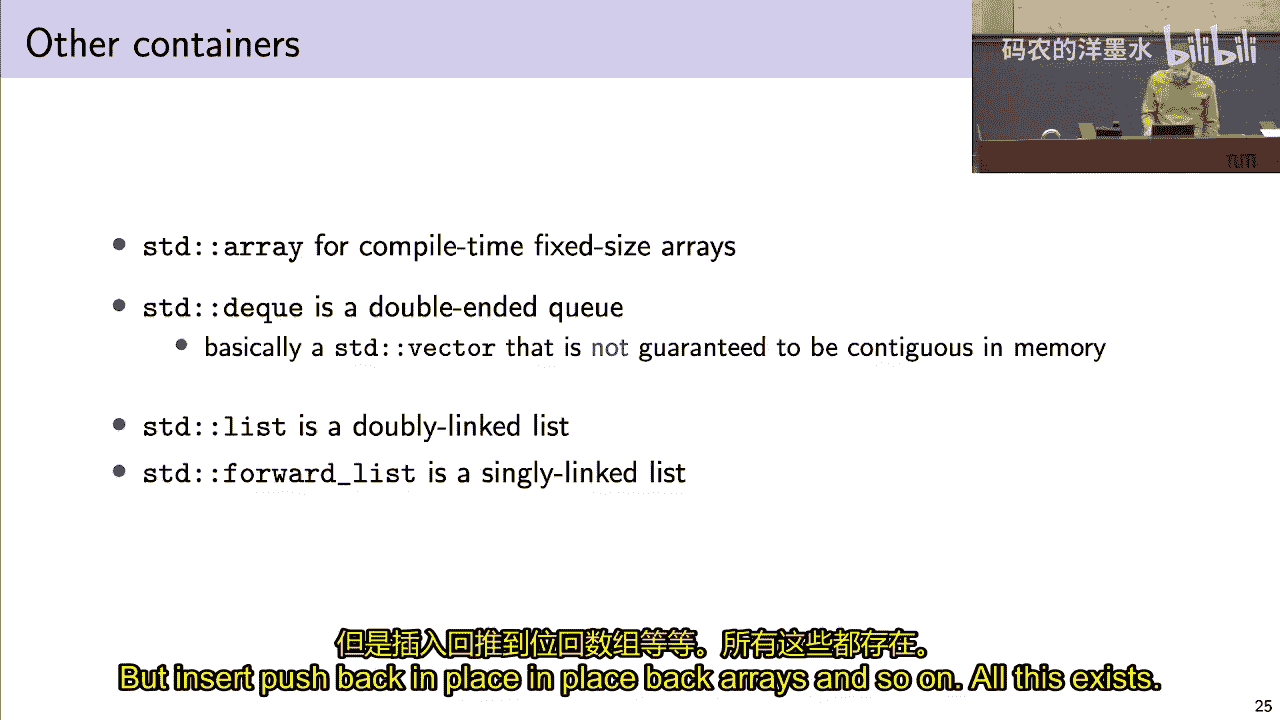 Other containers
码农的洋墨水 bilibili
TUM
• std::array for compile-time fixed-size arrays
• std::deque is a double-ended queue
• basically a std::vector that is not guaranteed to be contiguous in memory
• std::list is a doubly-linked list
• std::forward_list is a singly-linked list
但是插入回推到位回数组等等。所有这些都存在。
But insert push back in place in place back arrays and so on. All this exists.
25